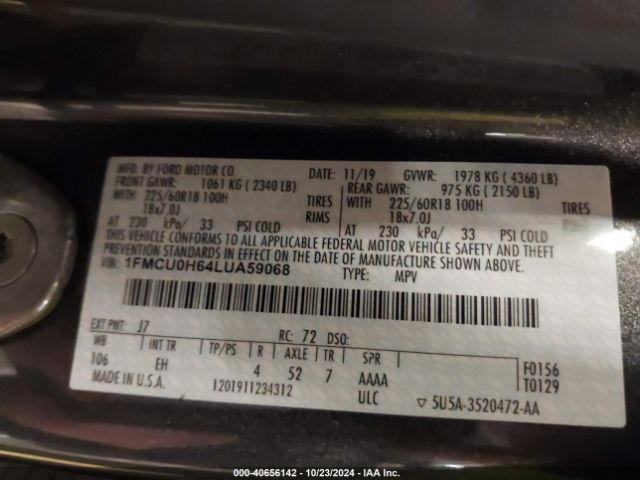 MFD. BY FORD MOTOR CO.
DATE: 11/19 GVWR: 1978 KG ( 4360 LB)
FRONT GAWR: 1061 KG ( 2340 LB) REAR GAWR: 975 KG ( 2150 LB)
WITH 225/60R18 100H TIRES WITH 225/60R18 100H TIRES
18x7.0J RIMS 18x7.0J RIMS
AT 230 kPa/ 33 PSI COLD AT 230 kPa/ 33 PSI COLD
THIS VEHICLE CONFORMS TO ALL APPLICABLE FEDERAL MOTOR VEHICLE SAFETY AND THEFT
PREVENTION STANDARDS IN EFFECT ON THE DATE OF MANUFACTURE SHOWN ABOVE.
VIN: 1FMCU0H64LUA59068 TYPE: MPV
EXT PNT: J7 RC: 72 DSO:
WB INT TR TP/PS R AXLE TR SPR F0156
106 EH 4 52 7 AAAA T0129
MADE IN U.S.A. 1201911234312 ULC ▽ 5U5A-3520472-AA
000-40656142 - 10/23/2024 - IAA Inc.